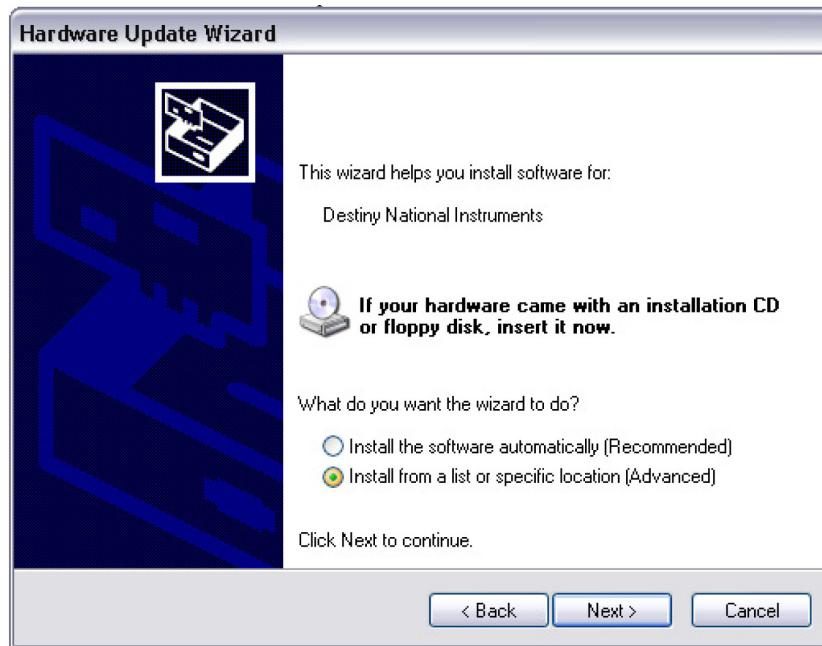 Hardware Update Wizard
This wizard helps you install software for:
Destiny National Instruments
If your hardware came with an installation CD
or floppy disk, insert it now.
What do you want the wizard to do?
Install the software automatically (Recommended)
Install from a list or specific location (Advanced)
Click Next to continue.
< Back Next > Cancel